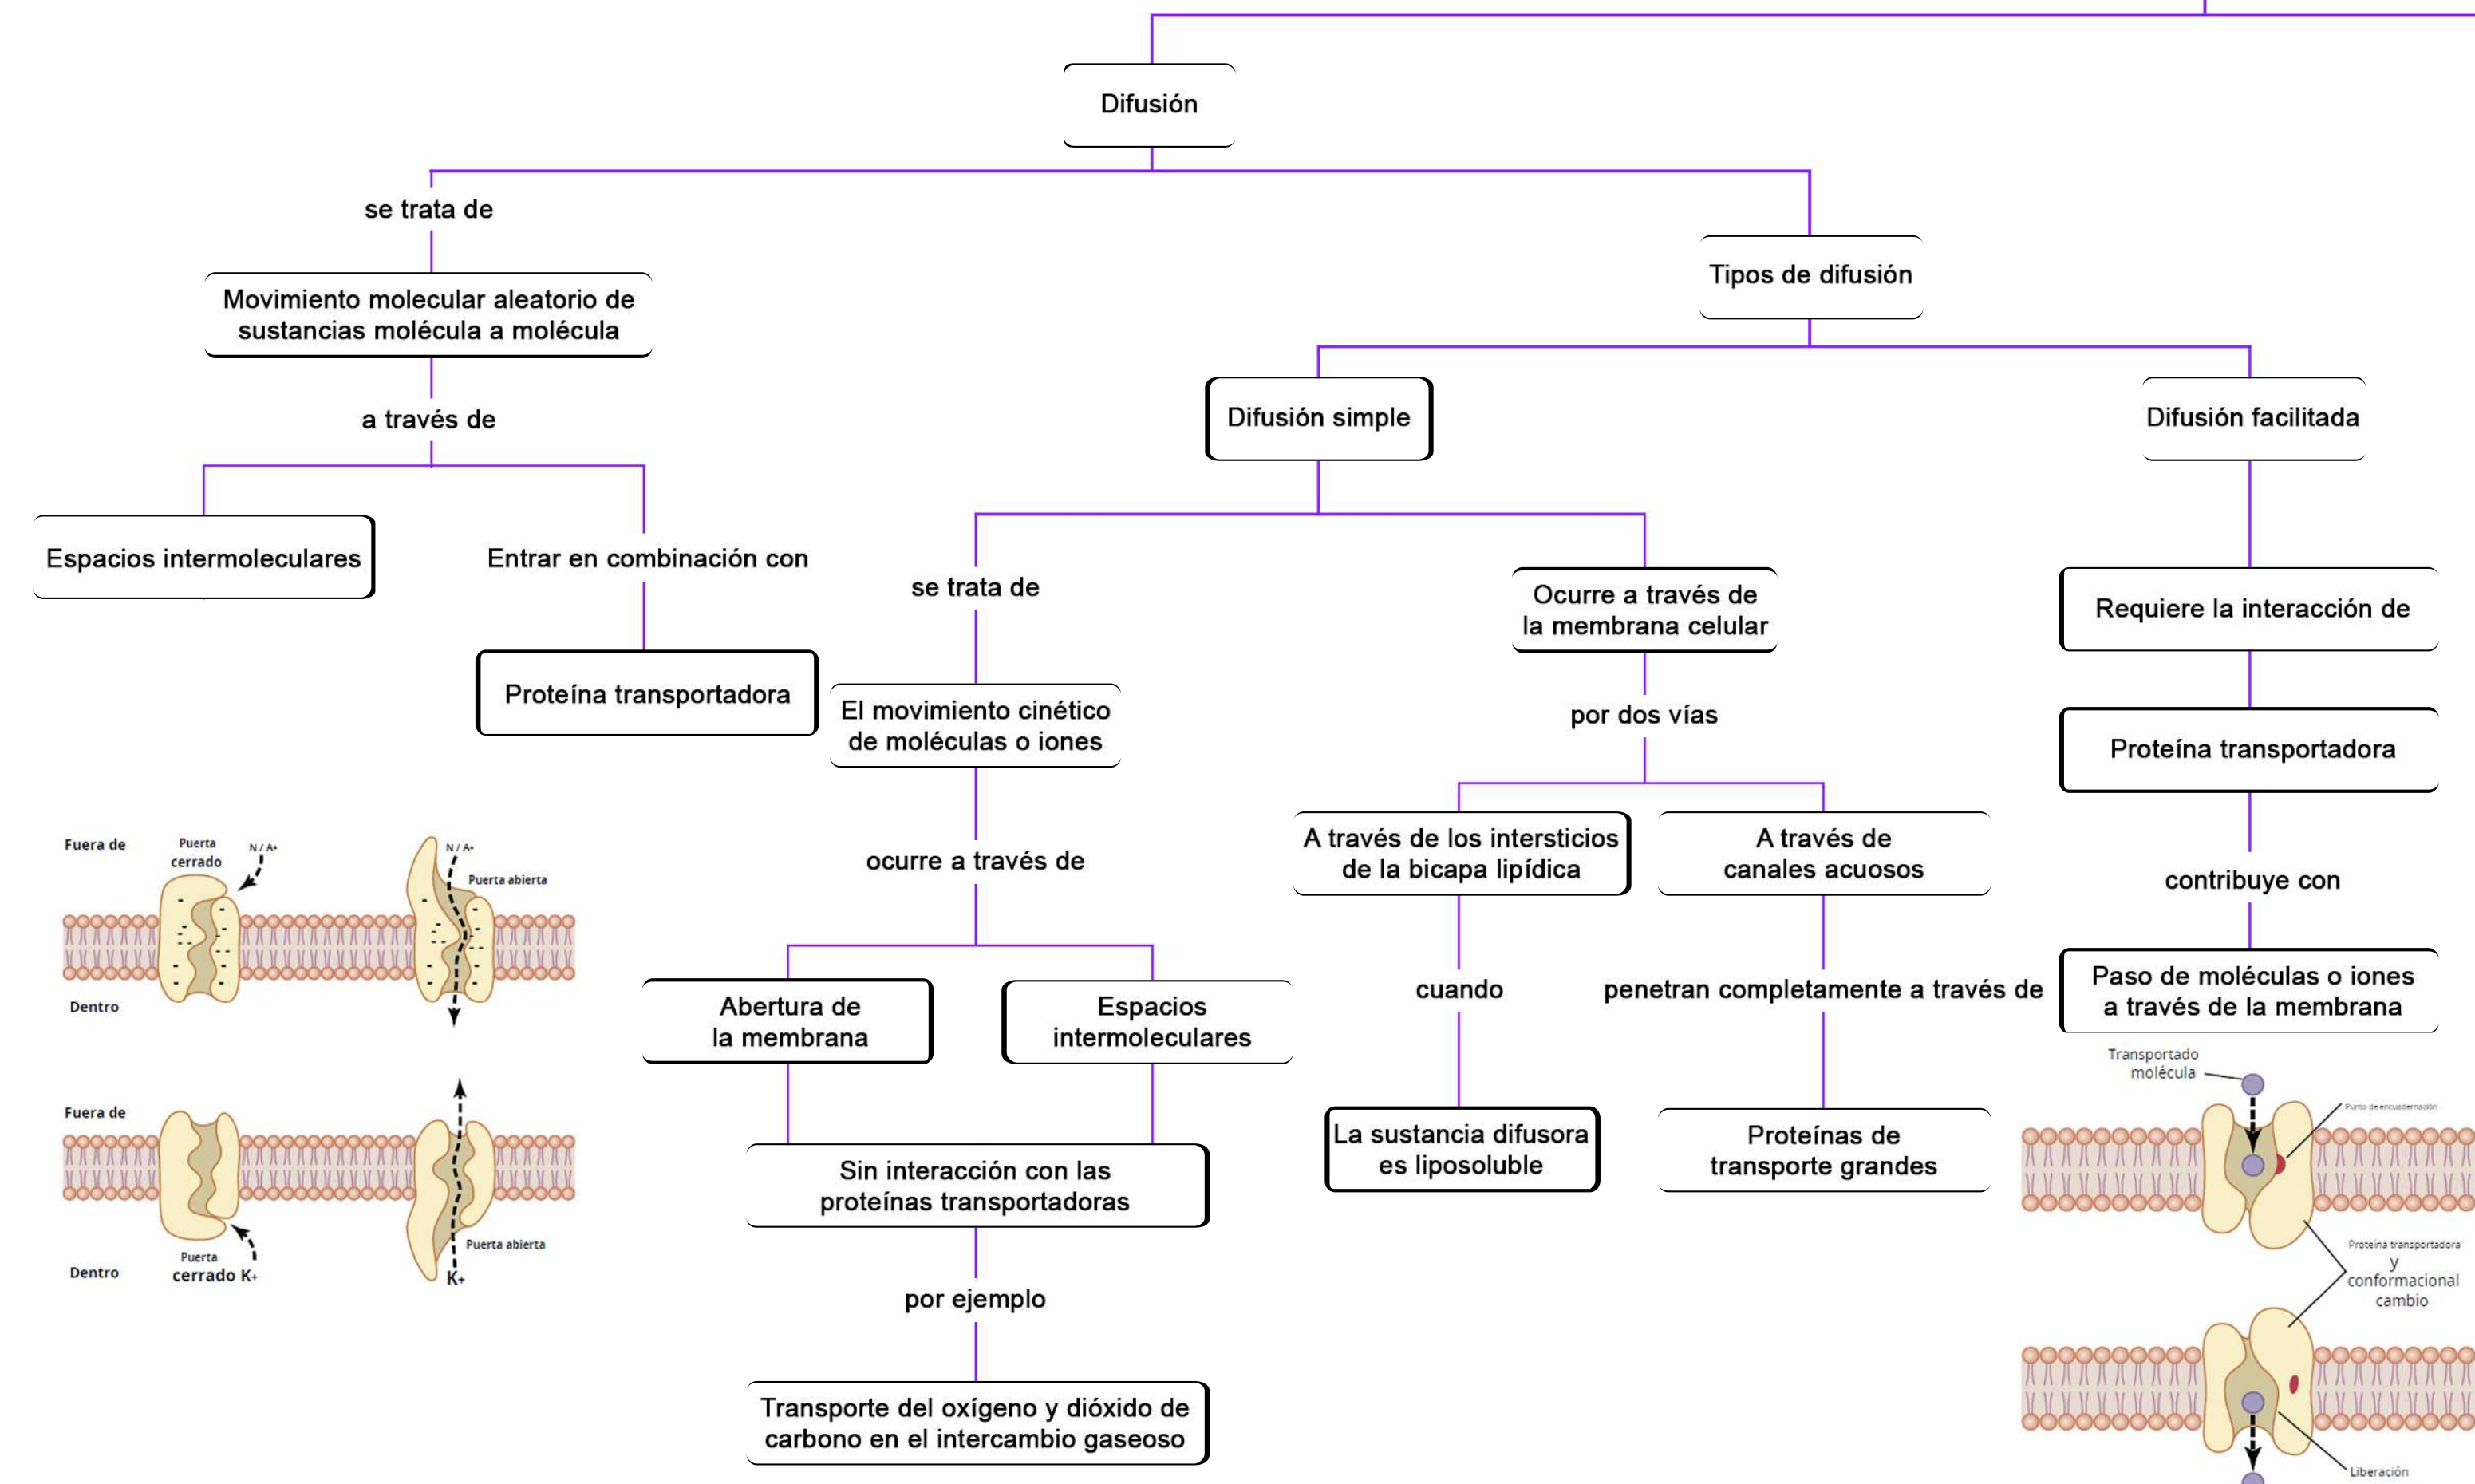 Difusión
se trata de
Movimiento molecular aleatorio de
sustancias molécula a molécula
a través de
Espacios intermoleculares
Entrar en combinación con
Proteína transportadora
Tipos de difusión
Difusión simple
se trata de
El movimiento cinético
de moléculas o iones
ocurre a través de
Abertura de
la membrana
Espacios
intermoleculares
Sin interacción con las
proteínas transportadoras
por ejemplo
Transporte del oxígeno y dióxido de
carbono en el intercambio gaseoso
Ocurre a través de
la membrana celular
por dos vías
A través de los intersticios
de la bicapa lipídica
cuando
La sustancia difusora
es liposoluble
A través de
canales acuosos
penetran completamente a través de
Proteínas de
transporte grandes
Difusión facilitada
Requiere la interacción de
Proteína transportadora
contribuye con
Paso de moléculas o iones
a través de la membrana
Fuera de
Puerta
cerrado
N / A+
N / A+
Puerta abierta
Dentro
Fuera de
Puerta
cerrado K+
Puerta abierta
K+
Dentro
Transportado
molécula
Punto de encuadernación
Proteína transportadora
y
conformacional
cambio
Liberación